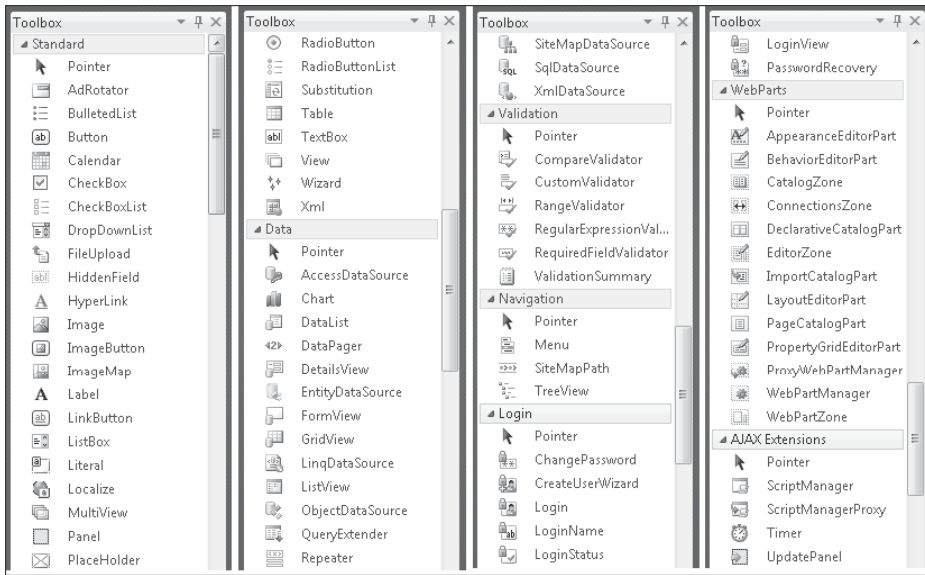 Toolbox
Standard
Pointer
AdRotator
BulletedList
Button
Calendar
CheckBox
CheckBoxList
DropDownList
FileUpload
HiddenField
HyperLink
Image
ImageButton
ImageMap
Label
LinkButton
ListBox
Literal
Localize
MultiView
Panel
PlaceHolder
Toolbox
RadioButton
RadioButtonList
Substitution
Table
TextBox
View
Wizard
Xml
Data
Pointer
AccessDataSource
Chart
DataList
DataPager
DetailsView
EntityDataSource
FormView
GridView
LinqDataSource
ListView
ObjectDataSource
QueryExtender
Repeater
Toolbox
SiteMapDataSource
SqlDataSource
XmlDataSource
Validation
Pointer
CompareValidator
CustomValidator
RangeValidator
RegularExpressionVal...
RequiredFieldValidator
ValidationSummary
Navigation
Pointer
Menu
SiteMapPath
TreeView
Login
Pointer
ChangePassword
CreateUserWizard
Login
LoginName
LoginStatus
Toolbox
LoginView
PasswordRecovery
WebParts
Pointer
AppearanceEditorPart
BehaviorEditorPart
CatalogZone
ConnectionsZone
DeclarativeCatalogPart
EditorZone
ImportCatalogPart
LayoutEditorPart
PageCatalogPart
PropertyGridEditorPart
ProxyWebPartManager
WebPartManager
WebPartZone
AJAX Extensions
Pointer
ScriptManager
ScriptManagerProxy
Timer
UpdatePanel